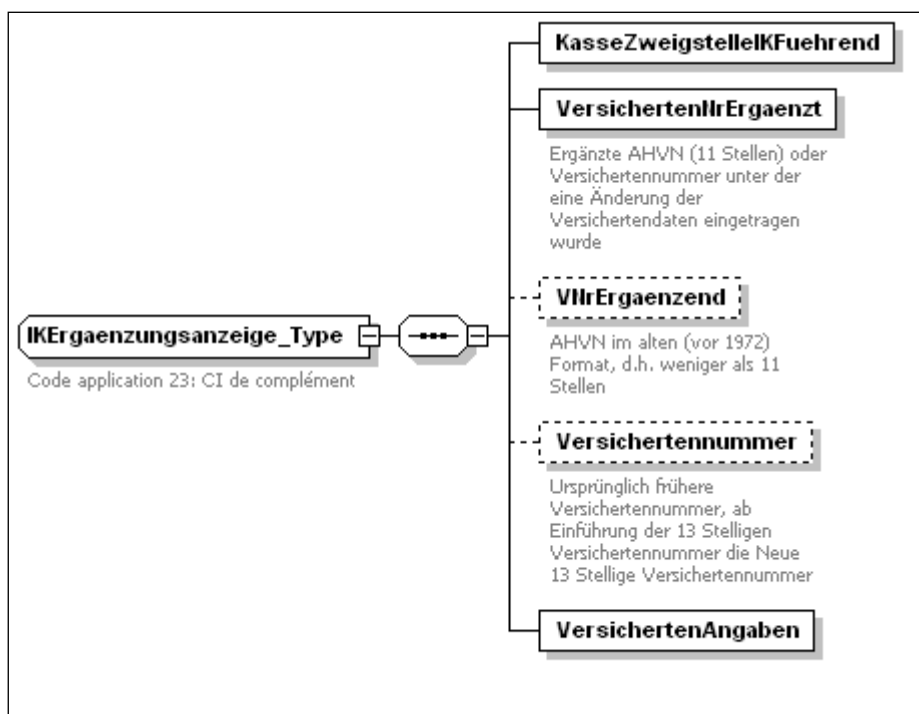 KasseZweigstelleIKFuehrend
VersichertenNrErgaenzt
Ergänzte AHVN (11 Stellen) oder
Versichertennummer unter der
eine Änderung der
Versichertendaten eingetragen
wurde
VNrErgaenzend
AHVN im alten (vor 1972)
Format, d.h. weniger als 11
Stellen
IKErgaenzungsanzeige_Type
Code application 23: CI de complément
Versichertennummer
Ursprünglich frühere
Versichertennummer, ab
Einführung der 13 Stelligen
Versichertennummer die Neue
13 Stellige Versichertennummer
VersichertenAngaben